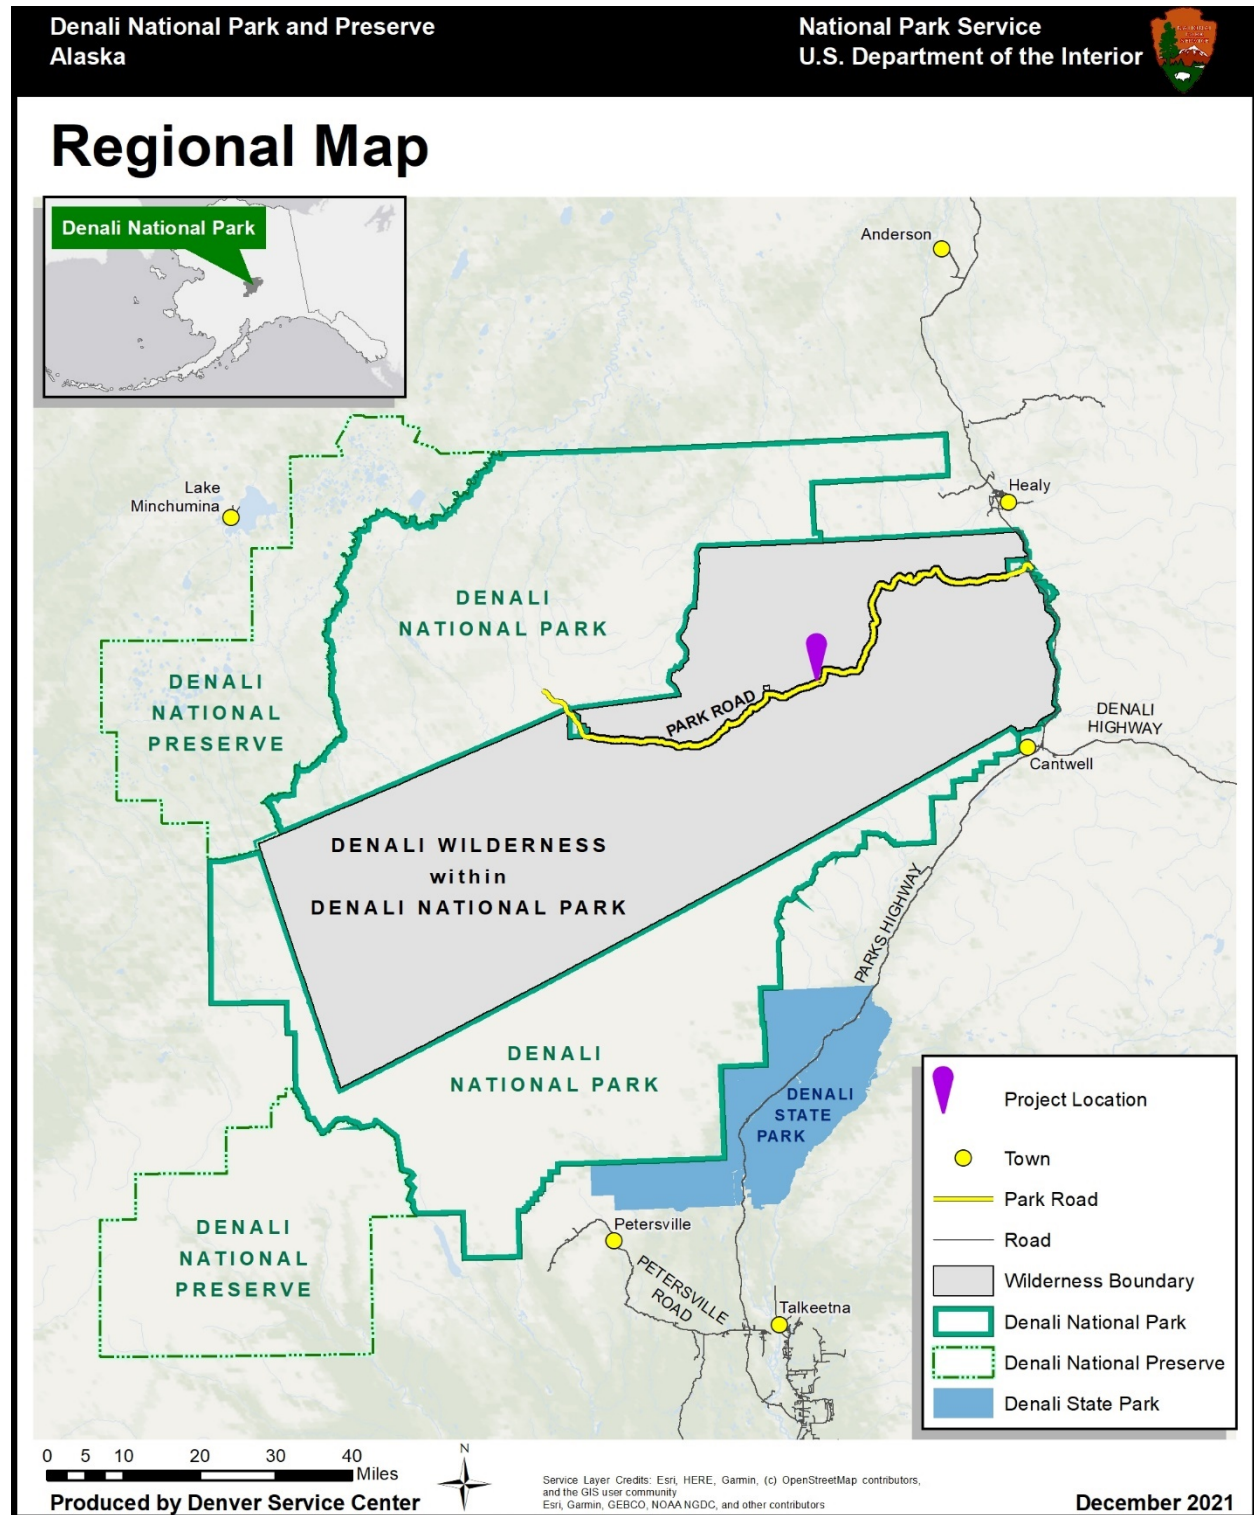 Denali National Park and Preserve
Alaska
National Park Service
U.S. Department of the Interior
NATIONAL
PARK
SERVICE
Regional Map
Denali National Park
Anderson
Lake
Minchumina
Healy
DENALI
NATIONAL PARK
DENALI
NATIONAL
PRESERVE
PARK ROAD
DENALI
HIGHWAY
Cantwell
DENALI WILDERNESS
within
DENALI NATIONAL PARK
PARKS HIGHWAY
DENALI
NATIONAL PARK
DENALI
STATE
PARK
DENALI
NATIONAL
PRESERVE
Petersville
PETERSVILLE
ROAD
Talkeetna
Project Location
Town
Park Road
Road
Wilderness Boundary
Denali National Park
Denali National Preserve
Denali State Park
0 5 10 20 30 40
Miles
N
Produced by Denver Service Center
Service Layer Credits: Esri, HERE, Garmin, (c) OpenStreetMap contributors,
and the GIS user community
Esri, Garmin, GEBCO, NOAA NGDC, and other contributors
December 2021